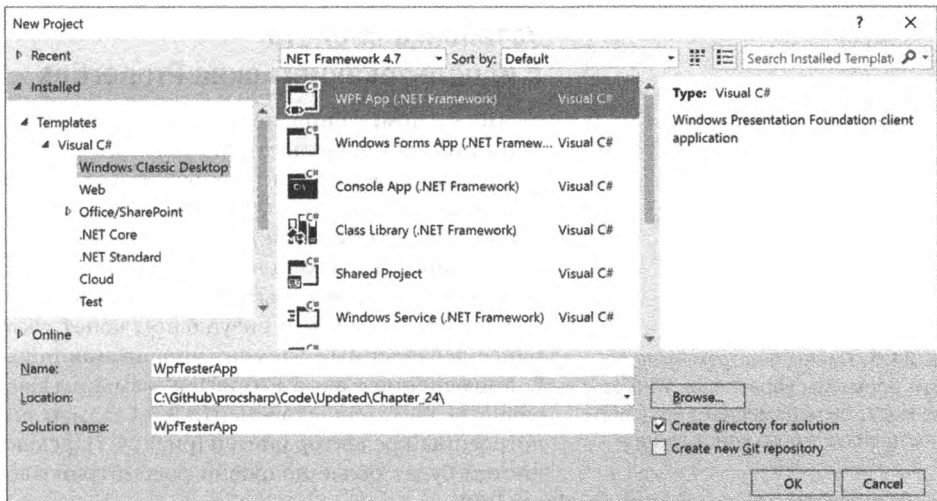 New Project
? X
Recent
.NET Framework 4.7
Sort by: Default
Search Installed Templat
Installed
Templates
Visual C#
Windows Classic Desktop
Web
Office/SharePoint
.NET Core
.NET Standard
Cloud
Test
Online
C#
WPF App (.NET Framework) Visual C#
C#
Windows Forms App (.NET Framew... Visual C#
C#
Console App (.NET Framework) Visual C#
C#
Class Library (.NET Framework) Visual C#
C#
Shared Project Visual C#
C#
Windows Service (.NET Framework) Visual C#
C#
Type: Visual C#
Windows Presentation Foundation client
application
Name: WpfTesterApp
Location: C:\GitHub\procsharp\Code\Updated\Chapter_24\
Browse...
Solution name: WpfTesterApp
Create directory for solution
Create new Git repository
OK Cancel